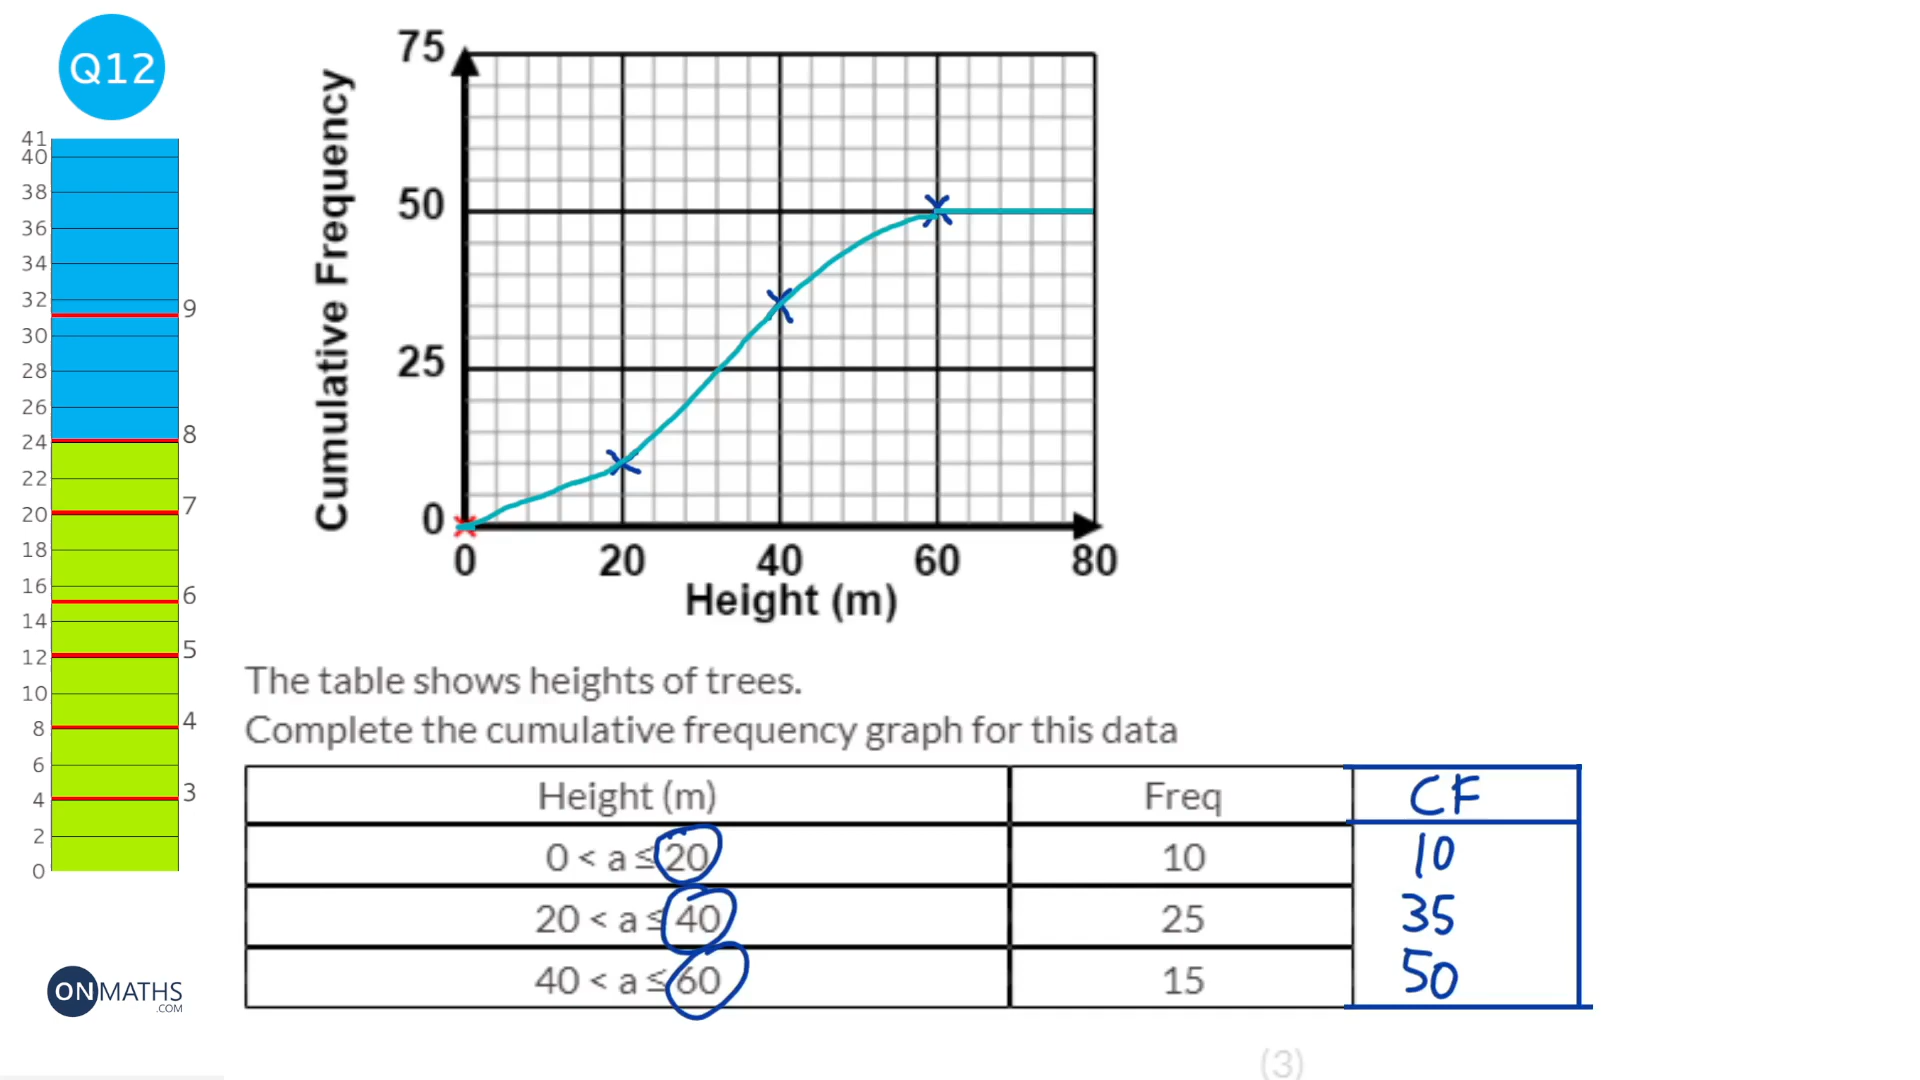 Q12
41
40
38
36
34
32
9
30
28
26
8
24
22
7
20
18
16
6
14
5
12
10
4
8
6
3
4
2
0
75
50
25
0
Cumulative Frequency
0 20 40 60 80
Height (m)
The table shows heights of trees.
Complete the cumulative frequency graph for this data
Height (m) Freq CF
0 < a ≤ 20 10 10
20 < a ≤ 40 25 35
40 < a ≤ 60 15 50
(3)
ONMATHS
.COM